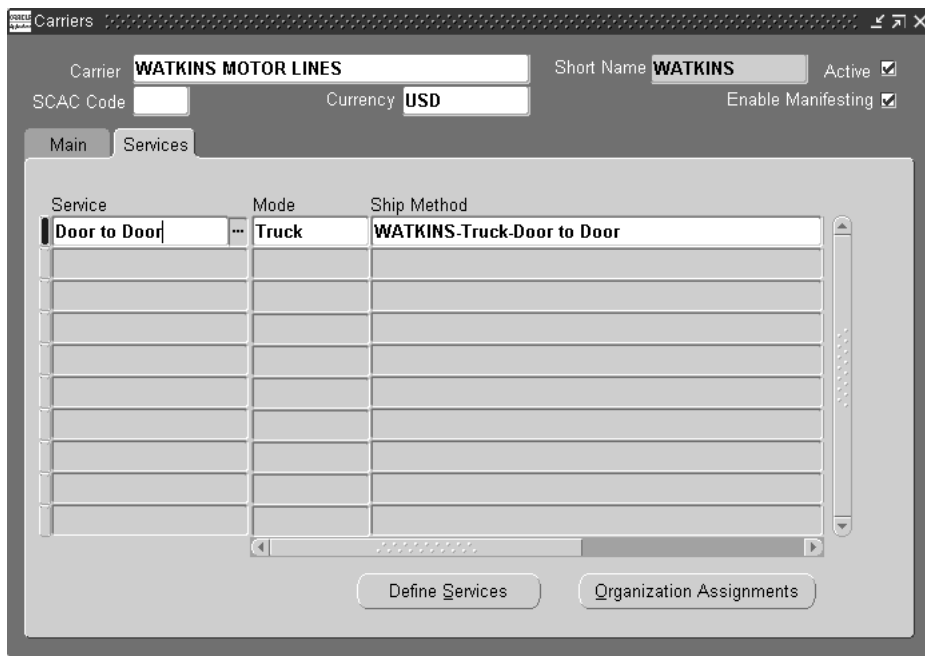 ORACLE Carriers
Carrier WATKINS MOTOR LINES Short Name WATKINS Active
SCAC Code Currency USD Enable Manifesting
Main Services
Service Mode Ship Method
Door to Door ... Truck WATKINS-Truck-Door to Door
Define Services Organization Assignments